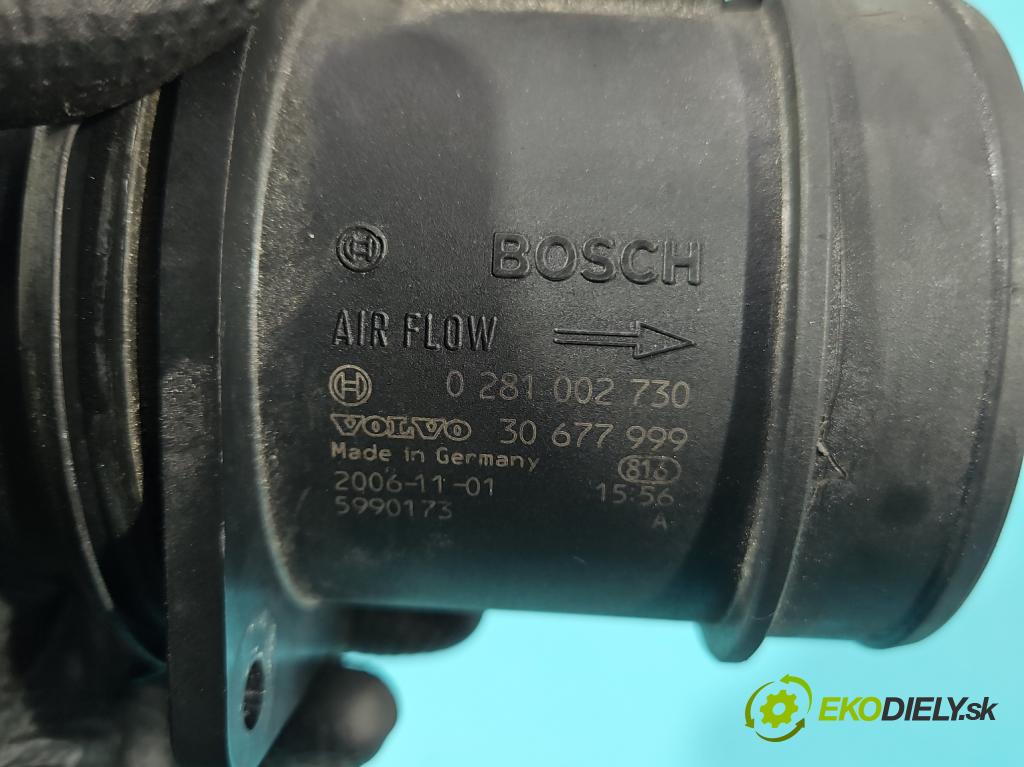 BOSCH
AIR FLOW
0 281 002 730
VOLVO 30 677 999
Made in Germany 816
2006-11-01 15:56
5990173 A
EKODIELY.sk